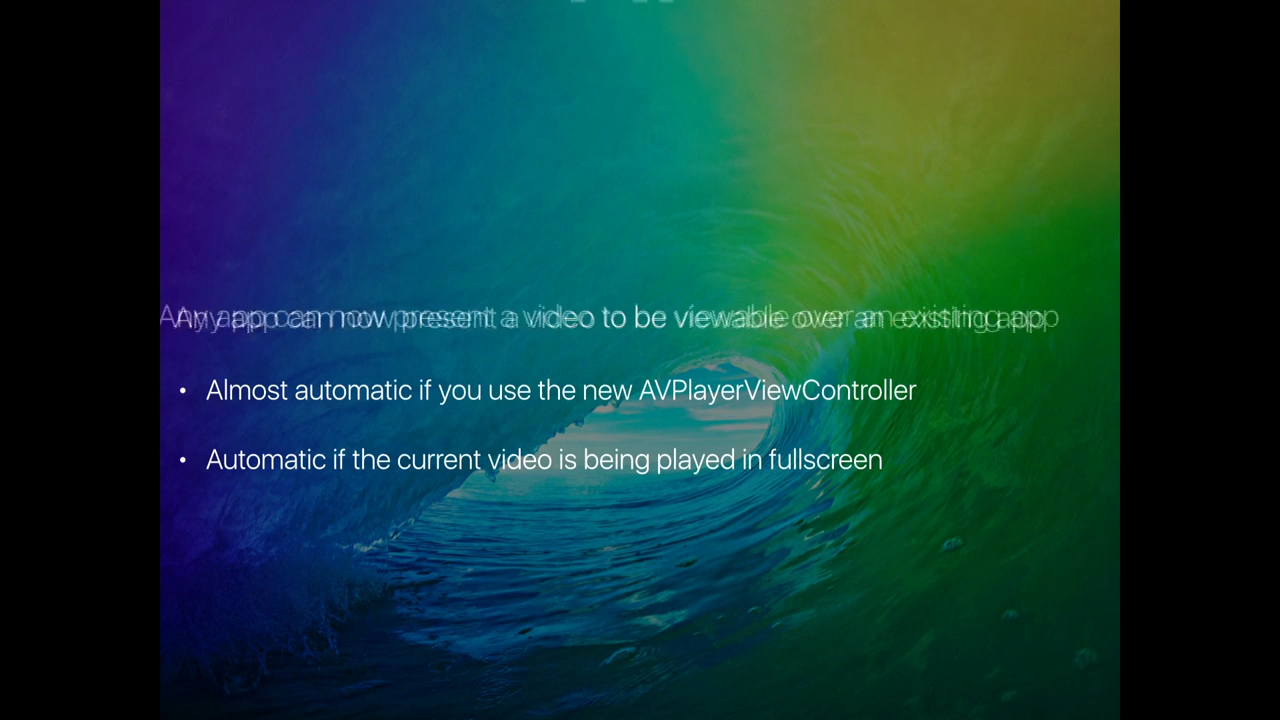 Any app can now present a video to be viewable over an existing app
• Almost automatic if you use the new AVPlayerViewController
• Automatic if the current video is being played in fullscreen